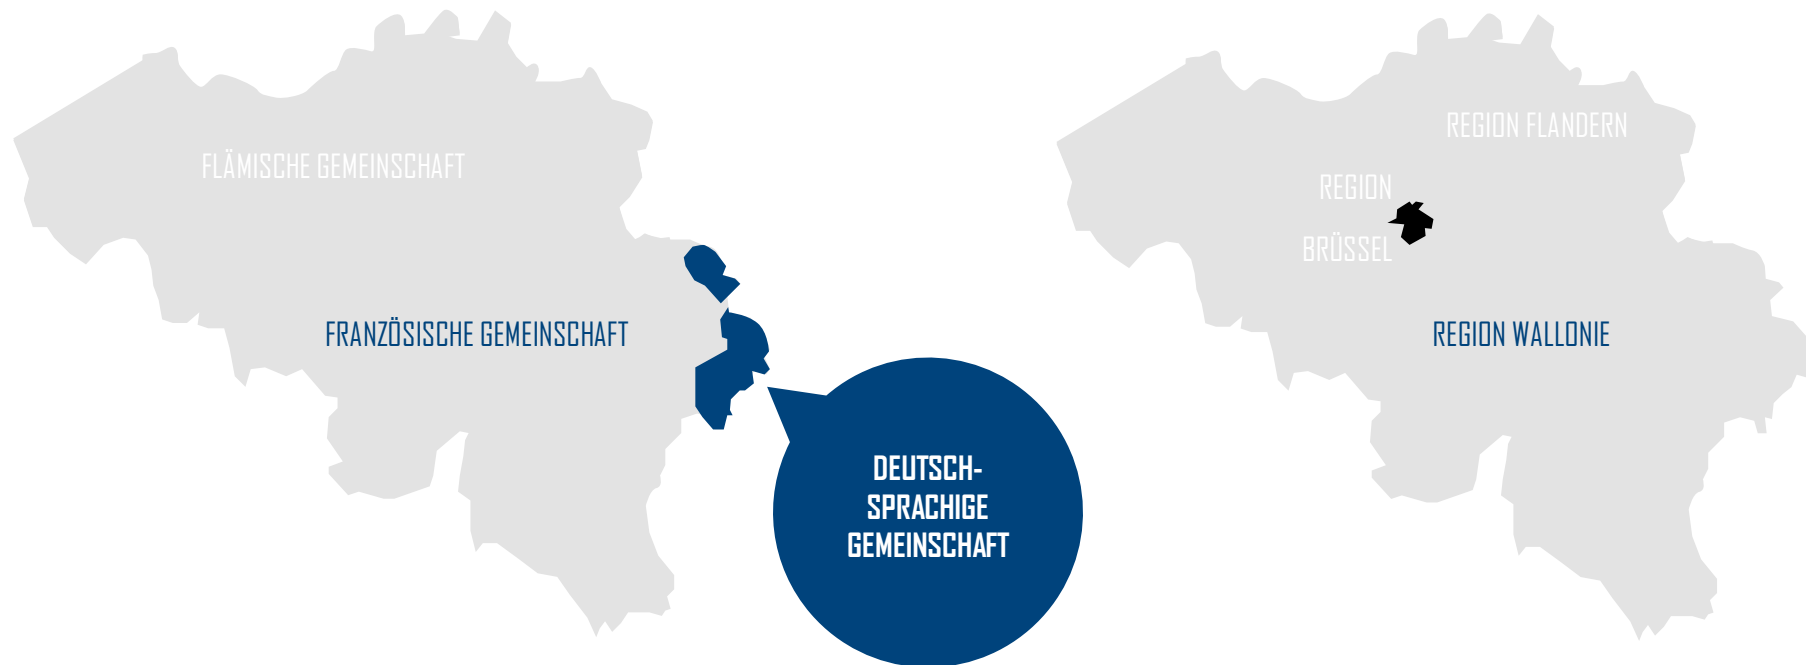 FLÄMISCHE GEMEINSCHAFT
FRANZÖSISCHE GEMEINSCHAFT
DEUTSCH-
SPRACHIGE
GEMEINSCHAFT
REGION FLANDERN
REGION
BRÜSSEL
REGION WALLONIE